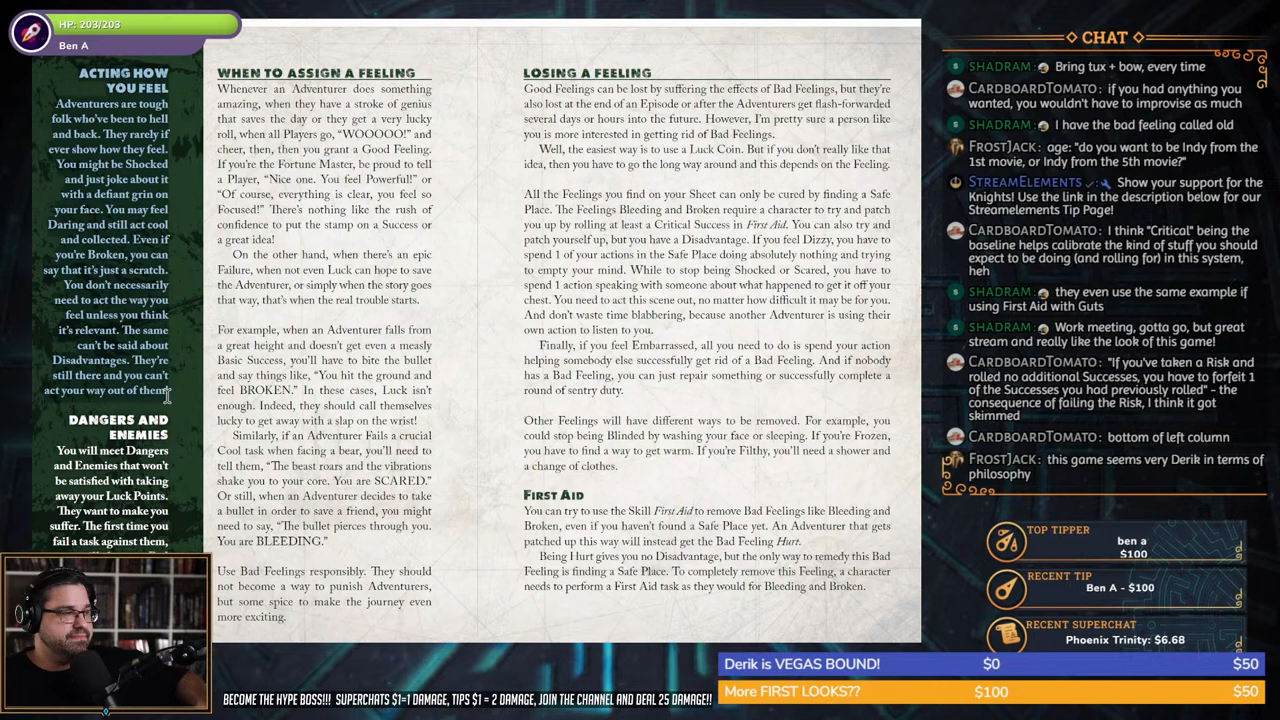 HP: 203/203
Ben A
ACTING HOW
YOU FEEL
Adventurers are tough
folk who've been to hell
and back. They rarely if
ever show how they feel.
You might be Shocked
and just joke about it
with a defiant grin on
your face. You may feel
Daring and still act cool
and collected. Even if
you're Broken, you can
say that it's just a scratch.
You don't necessarily
need to act the way you
feel unless you think
it's relevant. The same
can't be said about
Disadvantages. They're
still there and you can't
act your way out of them!
DANGERS AND
ENEMIES
You will meet Dangers
and Enemies that won't
be satisfied with taking
away your Luck Points.
They want to make you
suffer. The first time you
fail a task against them,
WHEN TO ASSIGN A FEELING
Whenever an Adventurer does something
amazing, when they have a stroke of genius
that saves the day or they get a very lucky
roll, when all Players go, “WOOOOO!” and
cheer, then, then you grant a Good Feeling.
If you're the Fortune Master, be proud to tell
a Player, “Nice one. You feel Powerful!” or
“Of course, everything is clear, you feel so
Focused!” There's nothing like the rush of
confidence to put the stamp on a Success or
a great idea!
On the other hand, when there's an epic
Failure, when not even Luck can hope to save
the Adventurer, or simply when the story goes
that way, that's when the real trouble starts.
For example, when an Adventurer falls from
a great height and doesn't get even a measly
Basic Success, you'll have to bite the bullet
and say things like, “You hit the ground and
feel BROKEN.” In these cases, Luck isn't
enough. Indeed, they should call themselves
lucky to get away with a slap on the wrist!
Similarly, if an Adventurer Fails a crucial
Cool task when facing a bear, you'll need to
tell them, “The beast roars and the vibrations
shake you to your core. You are SCARED.”
Or still, when an Adventurer decides to take
a bullet in order to save a friend, you might
need to say, “The bullet pierces through you.
You are BLEEDING.”
Use Bad Feelings responsibly. They should
not become a way to punish Adventurers,
but some spice to make the journey even
more exciting.
LOSING A FEELING
Good Feelings can be lost by suffering the effects of Bad Feelings, but they're
also lost at the end of an Episode or after the Adventurers get flash-forwarded
several days or hours into the future. However, I'm pretty sure a person like
you is more interested in getting rid of Bad Feelings.
Well, the easiest way is to use a Luck Coin. But if you don't really like that
idea, then you have to go the long way around and this depends on the Feeling.
All the Feelings you find on your Sheet can only be cured by finding a Safe
Place. The Feelings Bleeding and Broken require a character to try and patch
you up by rolling at least a Critical Success in First Aid. You can also try and
patch yourself up, but you have a Disadvantage. If you feel Dizzy, you have to
spend 1 of your actions in the Safe Place doing absolutely nothing and trying
to empty your mind. While to stop being Shocked or Scared, you have to
spend 1 action speaking with someone about what happened to get it off your
chest. You need to act this scene out, no matter how difficult it may be for you.
And don't waste time blabbering, because another Adventurer is using their
own action to listen to you.
Finally, if you feel Embarrassed, all you need to do is spend your action
helping somebody else successfully get rid of a Bad Feeling. And if nobody
has a Bad Feeling, you can just repair something or successfully complete a
round of sentry duty.
Other Feelings will have different ways to be removed. For example, you
could stop being Blinded by washing your face or sleeping. If you're Frozen,
you have to find a way to get warm. If you're Filthy, you'll need a shower and
a change of clothes.
FIRST AID
You can try to use the Skill First Aid to remove Bad Feelings like Bleeding and
Broken, even if you haven't found a Safe Place yet. An Adventurer that gets
patched up this way will instead get the Bad Feeling Hurt.
Being Hurt gives you no Disadvantage, but the only way to remedy this Bad
Feeling is finding a Safe Place. To completely remove this Feeling, a character
needs to perform a First Aid task as they would for Bleeding and Broken.
CHAT
SHADRAM: Bring tux + bow, every time
CARDBOARDTOMATO: if you had anything you
wanted, you wouldn't have to improvise as much
SHADRAM: I have the bad feeling called old
FROSTJACK: age: "do you want to be Indy from the
1st movie, or Indy from the 5th movie?"
STREAMELEMENTS: Show your support for the
Knights! Use the link in the description below for our
Streamelements Tip Page!
CARDBOARDTOMATO: I think "Critical" being the
baseline helps calibrate the kind of stuff you should
expect to be doing (and rolling for) in this system,
heh
SHADRAM: they even use the same example if
using First Aid with Guts
SHADRAM: Work meeting, gotta go, but great
stream and really like the look of this game!
CARDBOARDTOMATO: "If you've taken a Risk and
rolled no additional Successes, you have to forfeit 1
of the Successes you had previously rolled" - the
consequence of failing the Risk, I think it got
skimmed
CARDBOARDTOMATO: bottom of left column
FROSTJACK: this game seems very Derik in terms of
philosophy
TOP TIPPER
ben a
$100
RECENT TIP
Ben A - $100
RECENT SUPERCHAT
Phoenix Trinity: $6.68
Derik is VEGAS BOUND! $0 $50
More FIRST LOOKS?? $100 $50
BECOME THE HYPE BOSS!!! SUPERCHATS $1=1 DAMAGE, TIPS $1 = 2 DAMAGE, JOIN THE CHANNEL AND DEAL 25 DAMAGE!!